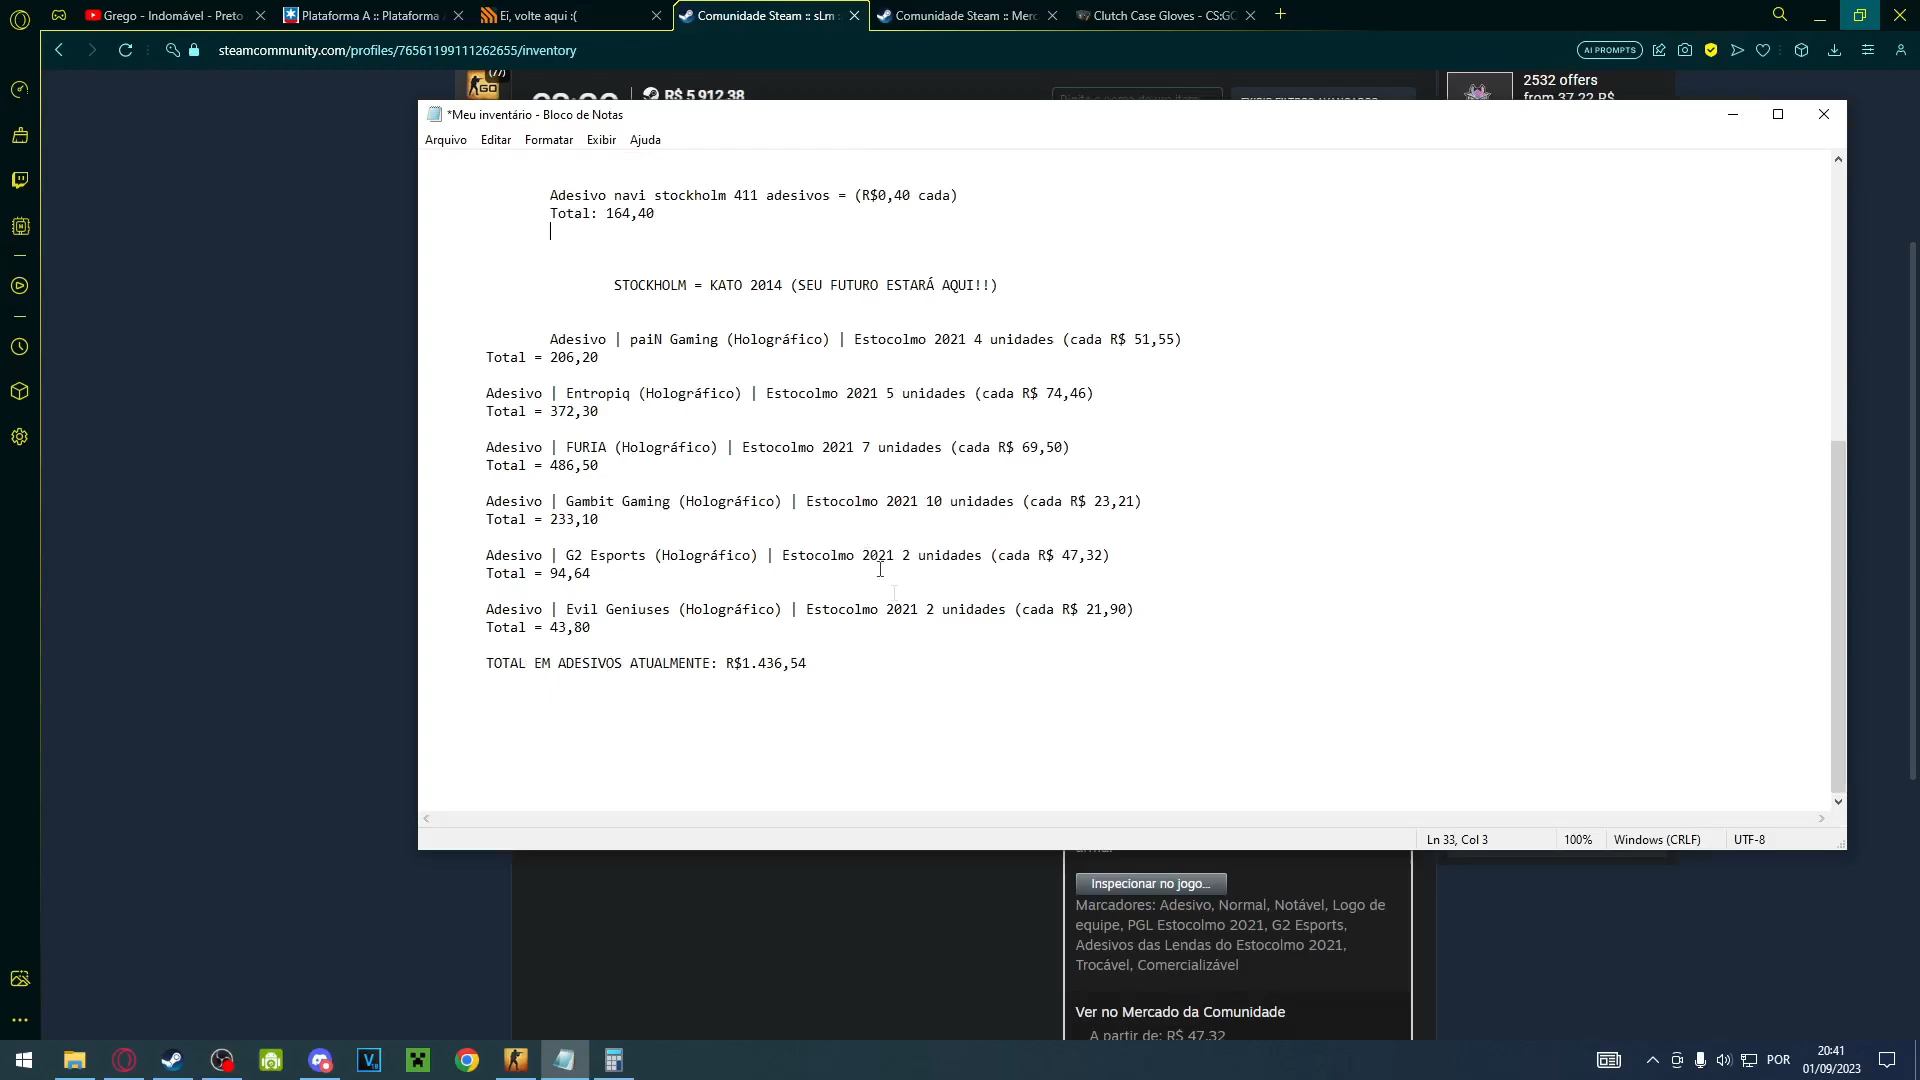 Grego - Indomável - Preto
Plataforma A :: Plataforma
Ei, volte aqui :(
Comunidade Steam :: sLm
Comunidade Steam :: Merc
Clutch Case Gloves - CS:GO
steamcommunity.com/profiles/76561199111262655/inventory
AI PROMPTS
(77)
GO
R$ 5 912,38
2532 offers
from 37.22 R$
*Meu inventário - Bloco de Notas
Arquivo Editar Formatar Exibir Ajuda
Adesivo navi stockholm 411 adesivos = (R$0,40 cada)
Total: 164,40
STOCKHOLM = KATO 2014 (SEU FUTURO ESTARÁ AQUI!!)
Adesivo | paiN Gaming (Holográfico) | Estocolmo 2021 4 unidades (cada R$ 51,55)
Total = 206,20
Adesivo | Entropiq (Holográfico) | Estocolmo 2021 5 unidades (cada R$ 74,46)
Total = 372,30
Adesivo | FURIA (Holográfico) | Estocolmo 2021 7 unidades (cada R$ 69,50)
Total = 486,50
Adesivo | Gambit Gaming (Holográfico) | Estocolmo 2021 10 unidades (cada R$ 23,21)
Total = 233,10
Adesivo | G2 Esports (Holográfico) | Estocolmo 2021 2 unidades (cada R$ 47,32)
Total = 94,64
Adesivo | Evil Geniuses (Holográfico) | Estocolmo 2021 2 unidades (cada R$ 21,90)
Total = 43,80
TOTAL EM ADESIVOS ATUALMENTE: R$1.436,54
Ln 33, Col 3 100% Windows (CRLF) UTF-8
Inspecionar no jogo...
Marcadores: Adesivo, Normal, Notável, Logo de
equipe, PGL Estocolmo 2021, G2 Esports,
Adesivos das Lendas do Estocolmo 2021,
Trocável, Comercializável
Ver no Mercado da Comunidade
A partir de: R$ 47,32
POR
20:41
01/09/2023